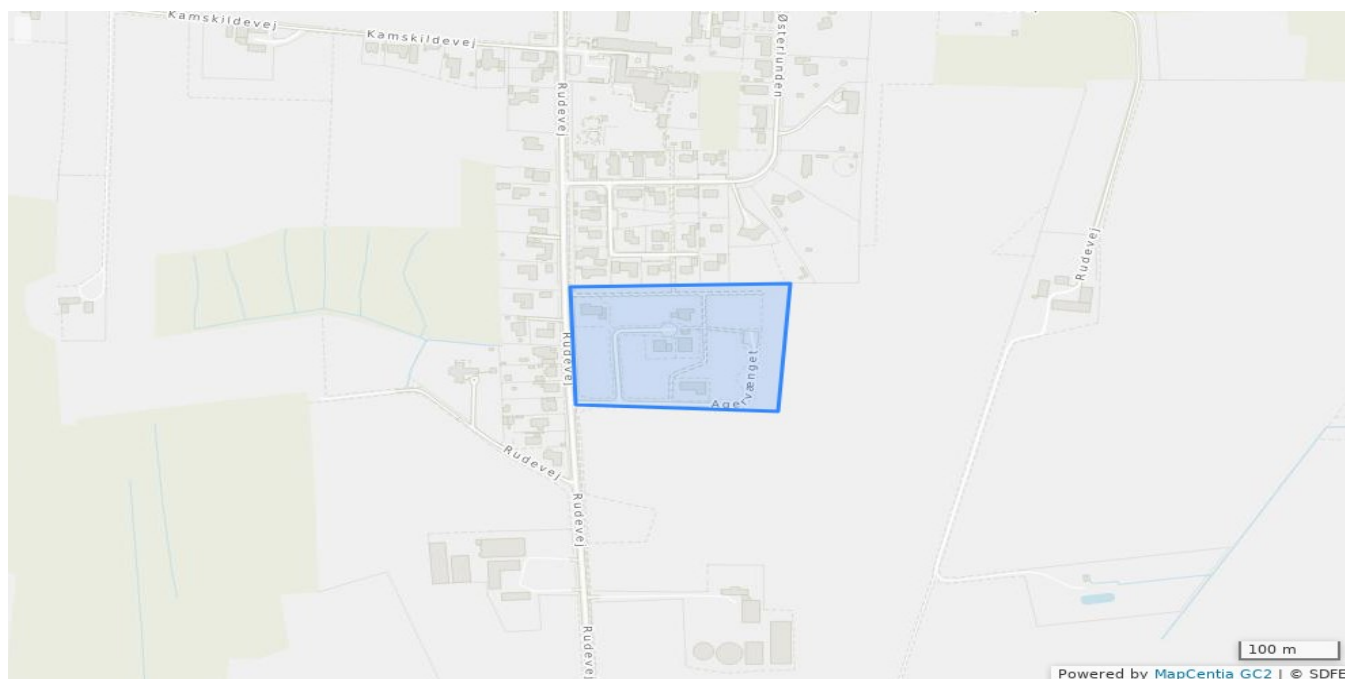 Kamskildevej
Kamskildevej
Østerlunden
Rudevej
Rudevej
Rudevej
Agervænget
Rudevej
Rudevej
Rudevej
100 m
Powered by MapCentia GC2 | © SDFE